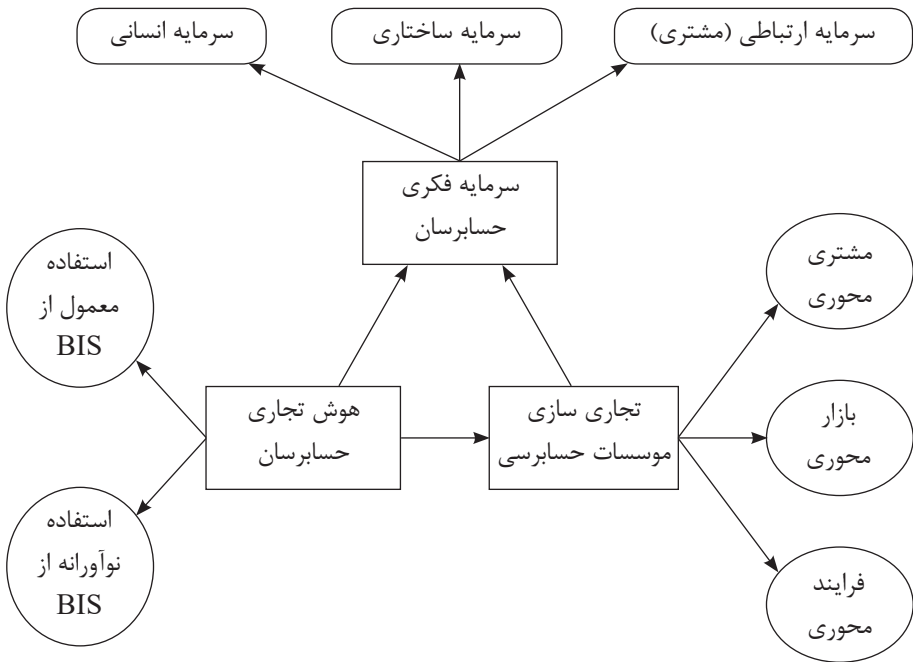 سرمایه ارتباطی (مشتری)
سرمایه ساختاری
سرمایه انسانی
سرمایه فکری
حسابرسان
مشتری
محوری
استفاده
معمول از
BIS
بازار
محوری
تجاری سازی
موسسات حسابرسی
هوش تجاری
حسابرسان
استفاده
نوآورانه از
BIS
فرایند
محوری